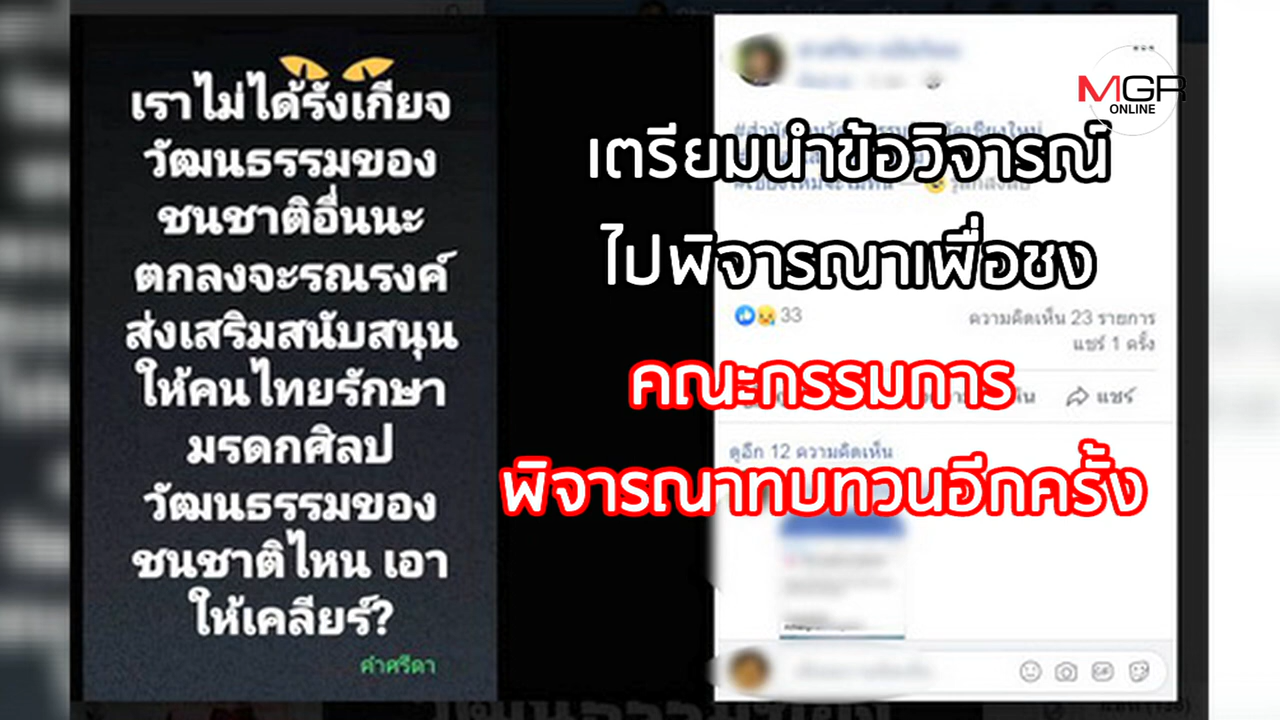 เราไม่ได้รังเกียจ
วัฒนธรรมของ
ชนชาติอื่นนะ
ตกลงจะรณรงค์
ส่งเสริมสนับสนุน
ให้คนไทยรักษา
มรดกศิลป
วัฒนธรรมของ
ชนชาติไหน เอา
ให้เคลียร์?
คำศรีดา
MGR
ONLINE
เตรียมนำข้อวิจารณ์
ไปพิจารณาเพื่อชง
33
ความคิดเห็น 23 รายการ
แชร์ 1 ครั้ง
คณะกรรมการ
แชร์
ดูอีก 12 ความคิดเห็น
พิจารณาทบทวนอีกครั้ง